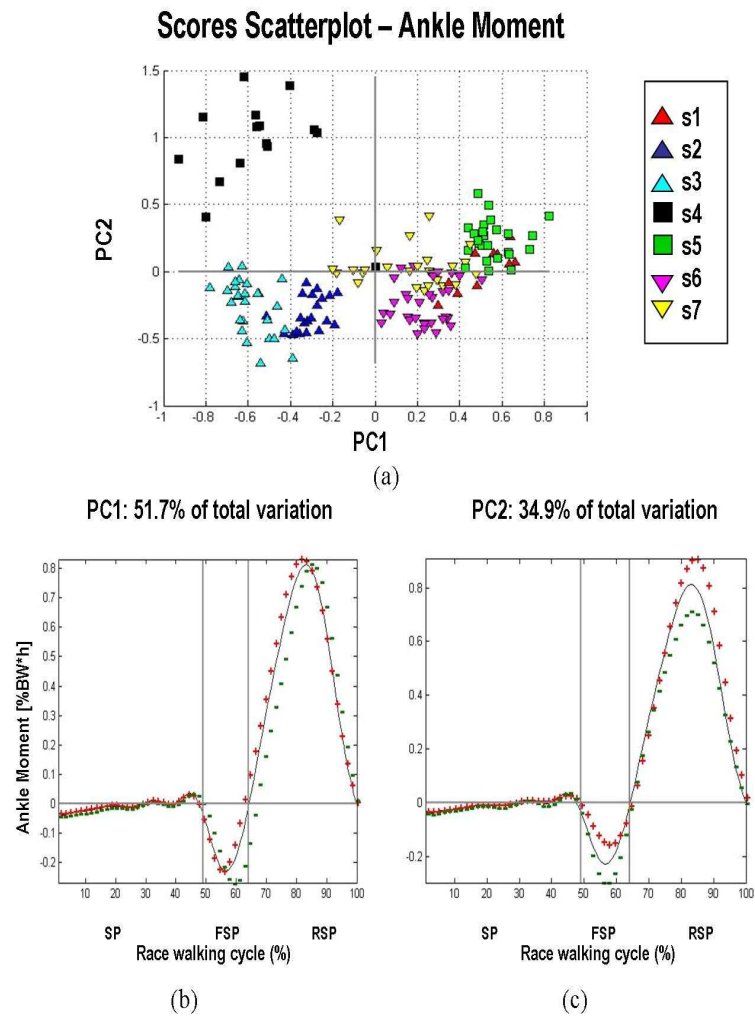 Scores Scatterplot – Ankle Moment
1.5
1
0.5
0
-0.5
-1
PC2
-1 -0.8 -0.6 -0.4 -0.2 0 0.2 0.4 0.6 0.8 1
PC1
s1
s2
s3
s4
s5
s6
s7
(a)
PC1: 51.7% of total variation
Ankle Moment [%BW*h]
0.8
0.7
0.6
0.5
0.4
0.3
0.2
0.1
0
-0.1
-0.2
10 20 30 40 50 60 70 80 90 100
SP FSP RSP
Race walking cycle (%)
(b)
PC2: 34.9% of total variation
0.8
0.6
0.4
0.2
0
-0.2
10 20 30 40 50 60 70 80 90 100
SP FSP RSP
Race walking cycle (%)
(c)